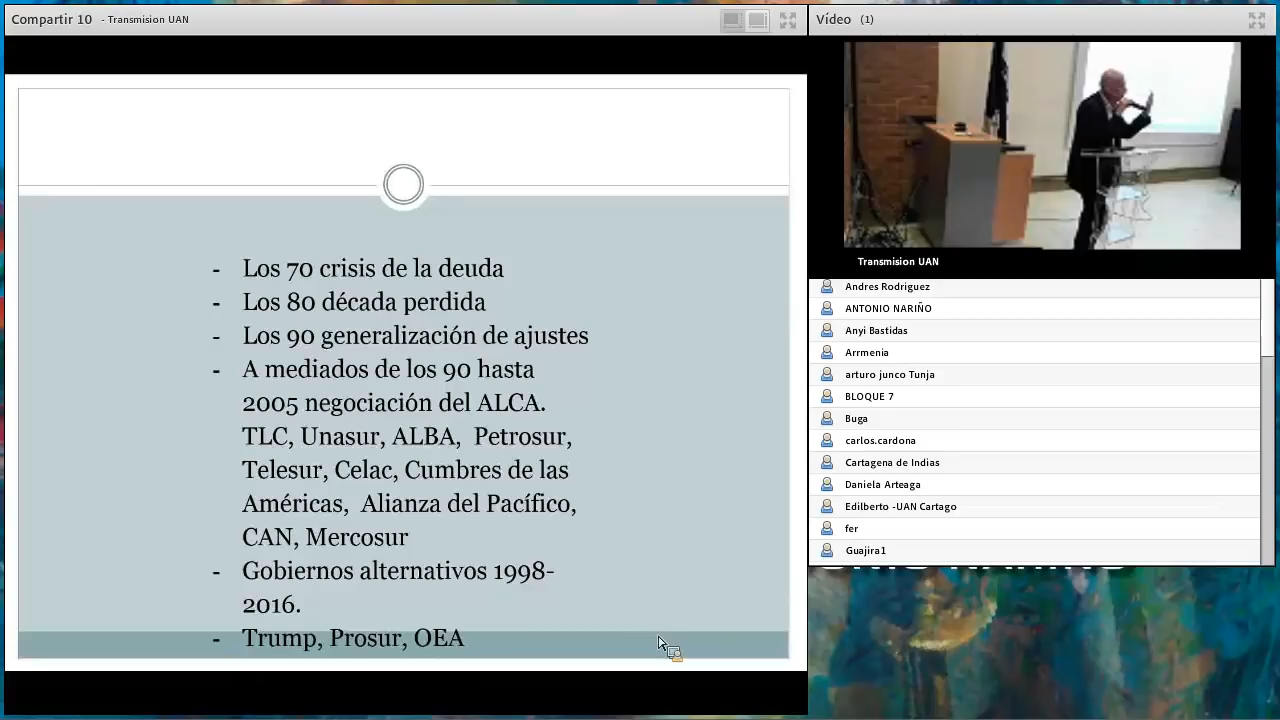 Compartir 10 - Transmision UAN
- Los 70 crisis de la deuda
- Los 80 década perdida
- Los 90 generalización de ajustes
- A mediados de los 90 hasta
2005 negociación del ALCA.
TLC, Unasur, ALBA, Petrosur,
Telesur, Celac, Cumbres de las
Américas, Alianza del Pacífico,
CAN, Mercosur
- Gobiernos alternativos 1998-
2016.
- Trump, Prosur, OEA
Vídeo (1)
Transmision UAN
Andres Rodriguez
ANTONIO NARIÑO
Anyi Bastidas
Arrmenia
arturo junco Tunja
BLOQUE 7
Buga
carlos.cardona
Cartagena de Indias
Daniela Arteaga
Edilberto -UAN Cartago
fer
Guajira1